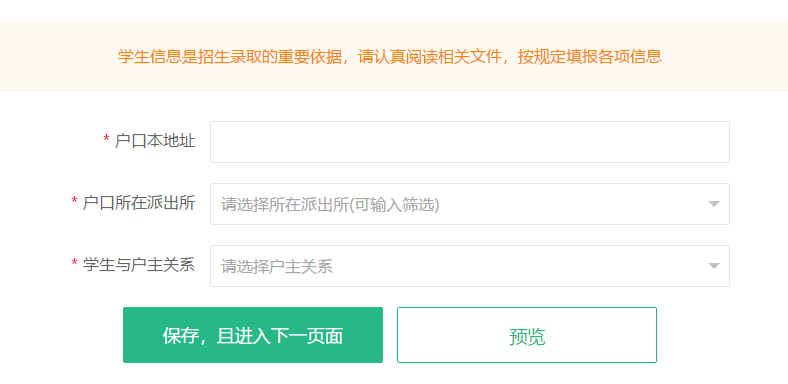 学生信息是招生录取的重要依据，请认真阅读相关文件，按规定填报各项信息
* 户口本地址
* 户口所在派出所 请选择所在派出所(可输入筛选)
* 学生与户主关系 请选择户主关系
保存，且进入下一页面 预览